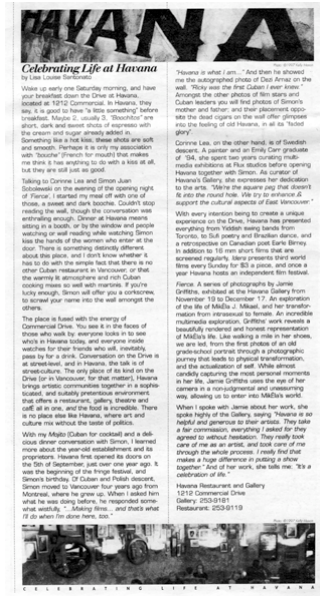 HAVANA
Celebrating Life at Havana
by Lisa Louise Santonato
Wake up early one Saturday morning, and have
your breakfast down the Drive at Havana,
located at 1212 Commercial. In Havana, they
say, it is good to have "a little something" before
breakfast. Maybe 2, usually 3, "Boochitos" are
short, dark and sweet shots of espresso with
the cream and sugar already added in.
Something like a hot kiss, these shots are soft
and smooth. Perhaps it is only my association
with "bouche" (French for mouth) that makes
me think it has anything to do with a kiss at all,
but they are still just as good.
Talking to Corinne Lea and Simon Juan
Sobolewski on the evening of the opening night
of 'Fierce', I started my meal off with one of
those, a sweet and dark boochie. Couldn't stop
reading the wall, though the conversation was
enthralling enough. Dinner at Havana means
sitting in a booth, or by the window and people
watching or wall reading while watching Simon
kiss the hands of the women who enter at the
door. There is something distinctly different
about this place, and I don't know whether it
has to do with the simple fact that there is no
other Cuban restaurant in Vancouver, or that
the warmly lit atmosphere and rich Cuban
cooking mixes so well with martinis. If you're
lucky enough, Simon will offer you a corkscrew,
to scrawl your name into the wall amongst the
others.
The place is fused with the energy of
Commercial Drive. You see it in the faces of
those who walk by: everyone looks in to see
who's in Havana today, and everyone inside
watches for their friends who will, inevitably,
pass by for a drink. Conversation on the Drive is
at street-level, and in Havana, the talk is of
street-culture. The only place of its kind on the
Drive (or in Vancouver, for that matter), Havana
brings artistic communities together in a sophisti-
cated, and suitably pretentious environment
that offers a restaurant, gallery, theatre and
café, all in one, and the food is incredible. There
is no place else like Havana, where art and
culture mix without the taste of politics.
With my Mojito (Cuban for cocktail) and a deli-
cious dinner conversation with Simon, I learned
more about the year-old establishment and its
proprietors. Havana first opened its doors on
the 5th of September, just over one year ago. It
was the beginning of the fringe festival, and
Simon's birthday. Of Cuban and Polish descent,
Simon moved to Vancouver four years ago from
Montreal, where he grew up. When I asked him
what he was doing before, he responded some-
what wistfully, "...Making films... and that's what
I'll do when I'm done here, too."
"Havana is what I am..." And then he showed
me the autographed photo of Dezi Arnaz on the
wall. "Ricky was the first Cuban I ever knew."
Amongst the other photos of film stars and
Cuban leaders you will find photos of Simon's
mother and father; and their placement oppo-
site the dead cigars on the wall offer glimpses
into the feeling of old Havana, in all its "faded
glory".
Corinne Lea, on the other hand, is of Swedish
descent. A painter and an Emily Carr graduate
of '94, she spent two years curating multi-
media exhibitions at Flux studios before opening
Havana together with Simon. As curator of
Havana's Gallery, she expresses her dedication
to the arts. "We're the square peg that doesn't
fit into the round hole. We try to enhance &
support the cultural aspects of East Vancouver."
With every intention being to create a unique
experience on the Drive, Havana has presented
everything from Yiddish swing bands from
Toronto, to Sufi poetry and Brazilian dance, and
a retrospective on Canadian poet Earle Birney.
In addition to 16 mm short films that are
screened regularly, Mera presents third world
films every Sunday for $3 a piece, and once a
year Havana hosts an independent film festival.
Fierce: A series of photographs by Jamie
Griffiths, exhibited at the Havana Gallery from
November 19 to December 17. An exploration
of the life of MikEla J. Mikael, and her transfor-
mation from intrasexual to female. An incredible
multimedia exploration, Griffiths' work reveals a
beautifully rendered and honest representation
of MikEla's life. Like walking a mile in her shoes,
we are led, from the first photos of an old
grade-school portrait through a photographic
journey that leads to physical transformation,
and the actualization of self. While almost
candidly capturing the most personal moments
in her life, Jamie Griffiths uses the eye of her
camera in a non-judgmental and unassuming
way, allowing us to enter into MikEla's world.
When I spoke with Jamie about her work, she
spoke highly of the Gallery, saying "Havana is so
helpful and generous to their artists. They take
a fair commission, everything I asked for they
agreed to without hesitation. They really took
care of me as an artist, and took care of me
through the whole process. I really find that
makes a huge difference in putting a show
together." And of her work, she tells me: "It's a
celebration of life."
Havana Restaurant and Gallery
1212 Commercial Drive
Gallery: 253-9181
Restaurant: 253-9119
CELEBRATING LIFE AT HAVANA